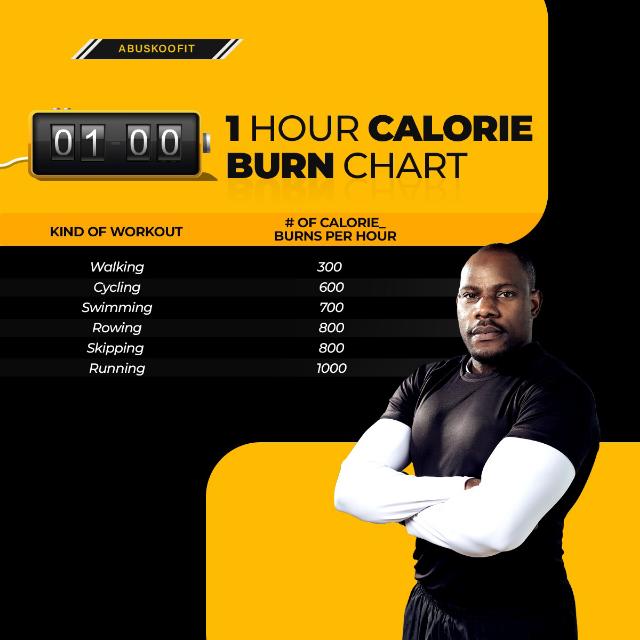 ABUSKOOFIT
01 00
1 HOUR CALORIE
BURN CHART
KIND OF WORKOUT
# OF CALORIE_
BURNS PER HOUR
Walking 300
Cycling 600
Swimming 700
Rowing 800
Skipping 800
Running 1000